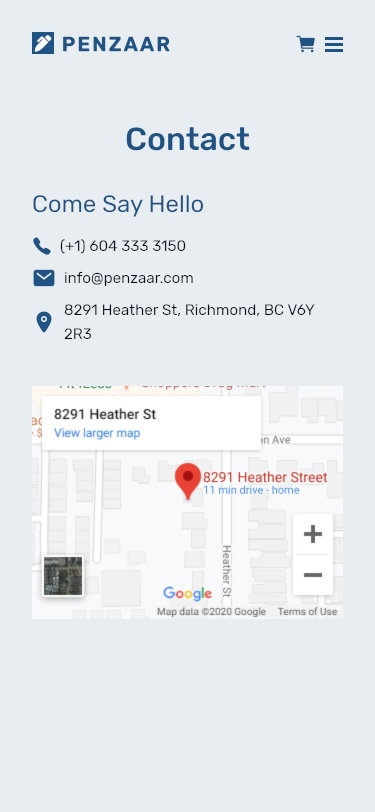 PENZAAR
Contact
Come Say Hello
(+1) 604 333 3150
info@penzaar.com
8291 Heather St, Richmond, BC V6Y
2R3
8291 Heather St
View larger map
on Ave
8291 Heather Street
11 min drive - home
Heather St
Google
Map data ©2020 Google Terms of Use